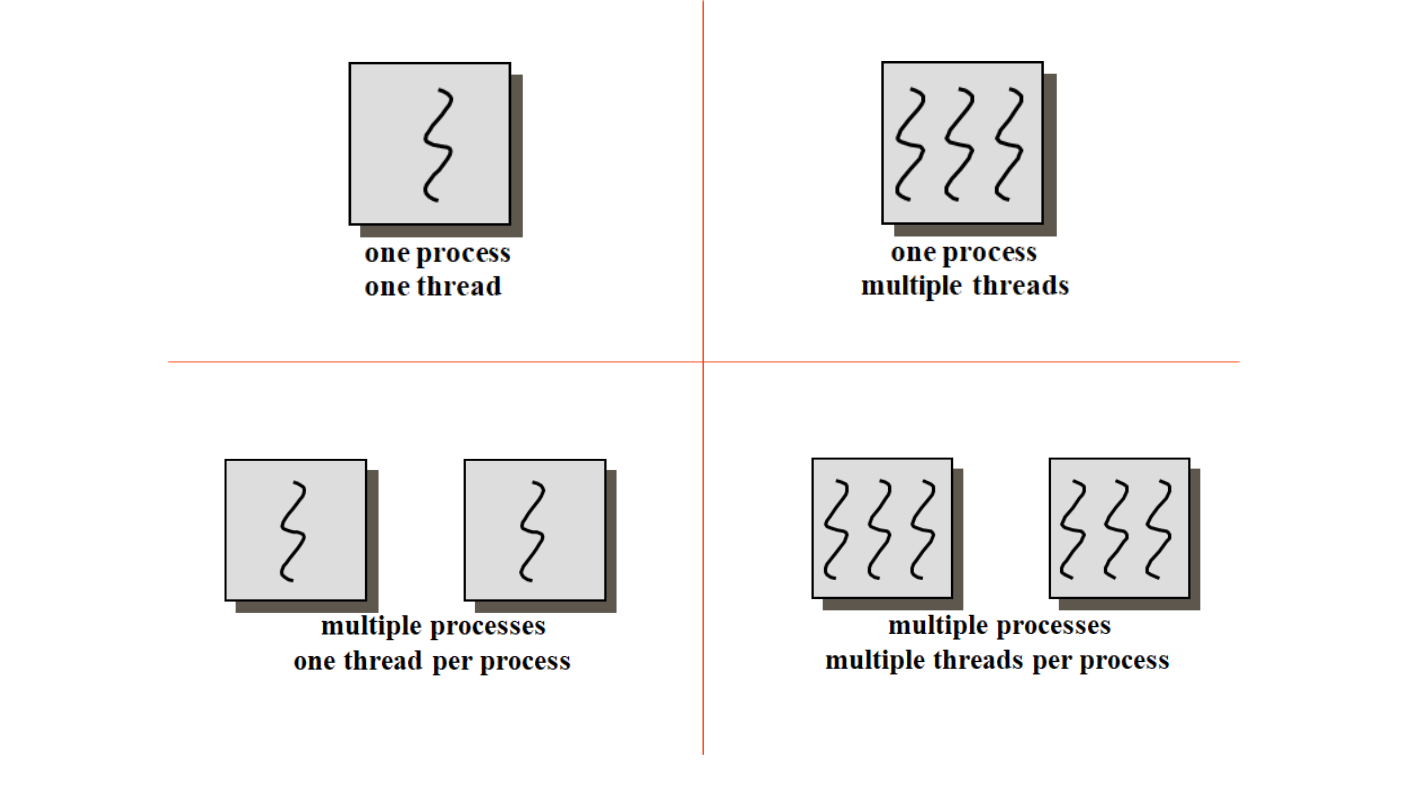 one process
one thread
one process
multiple threads
multiple processes
one thread per process
multiple processes
multiple threads per process